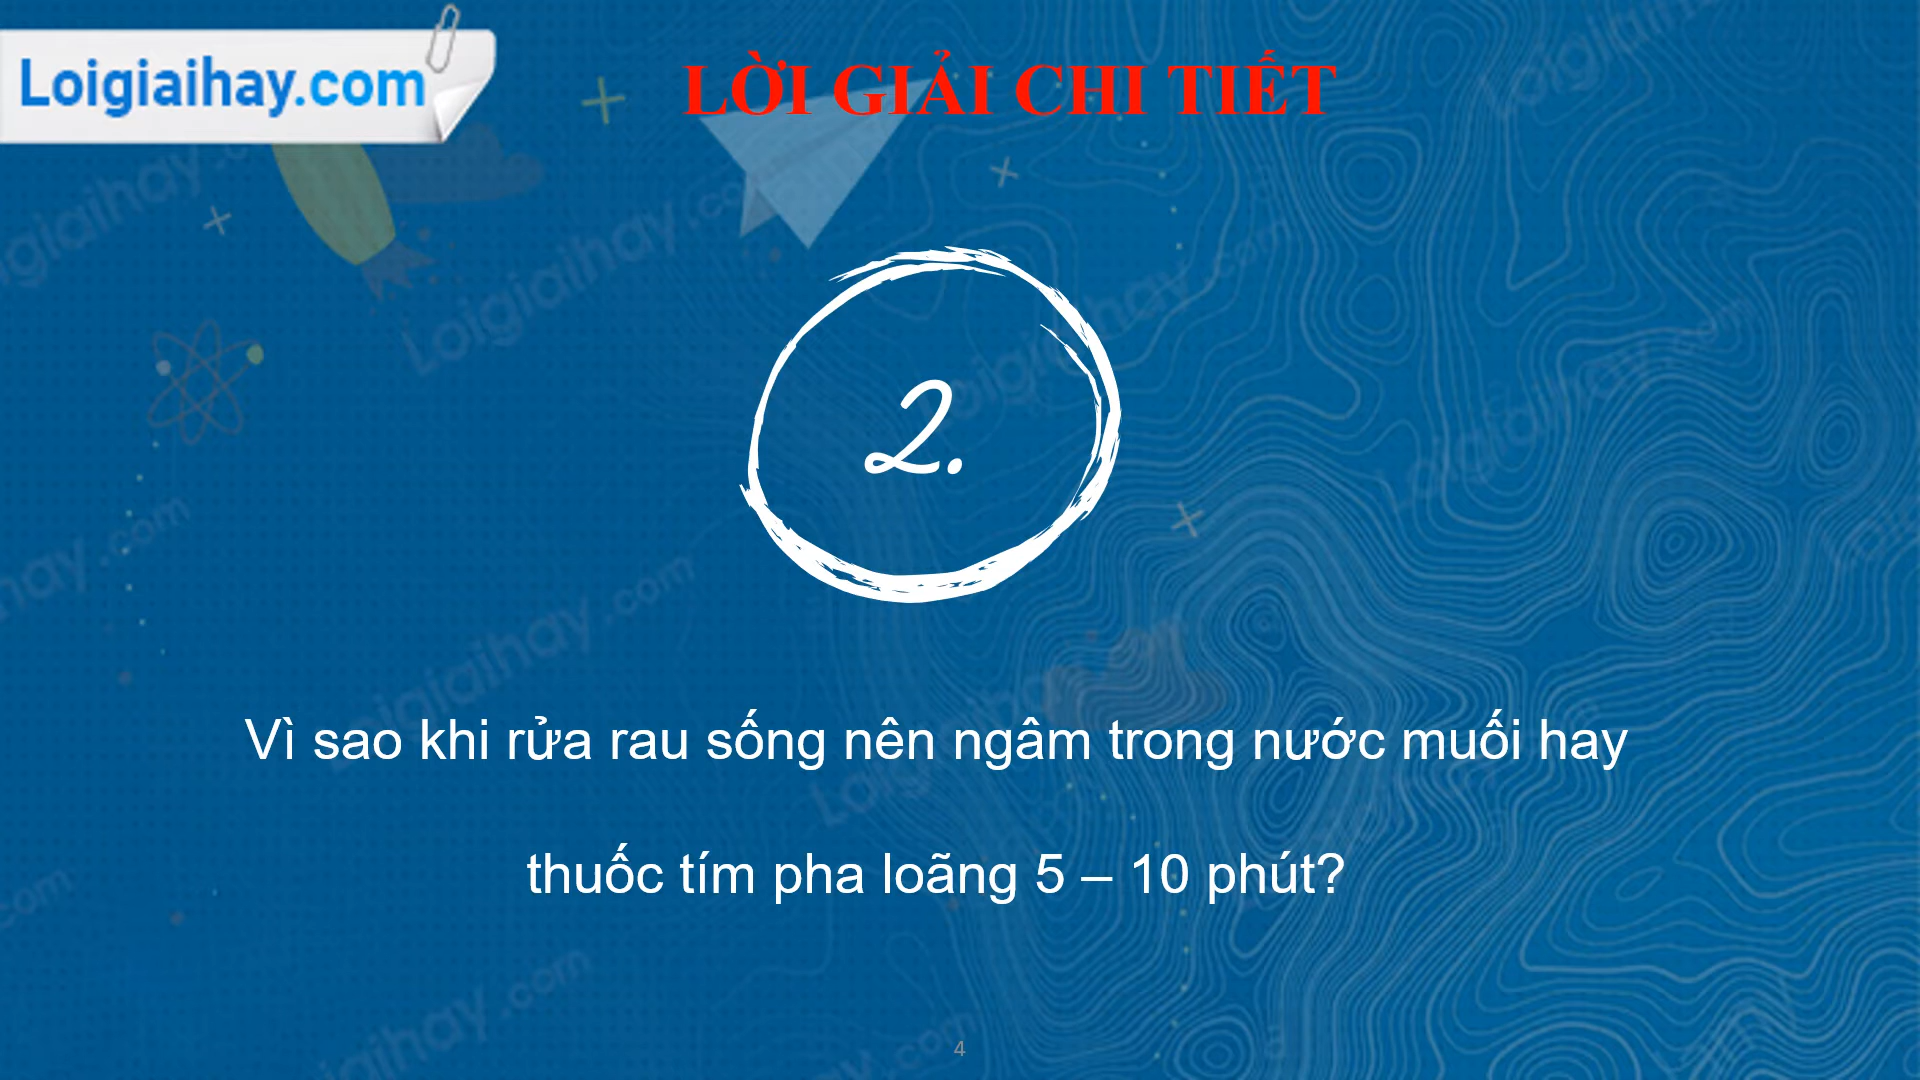 Loigiaihay.com
LỜI GIẢI CHI TIẾT
2.
Vì sao khi rửa rau sống nên ngâm trong nước muối hay
thuốc tím pha loãng 5 – 10 phút?
4